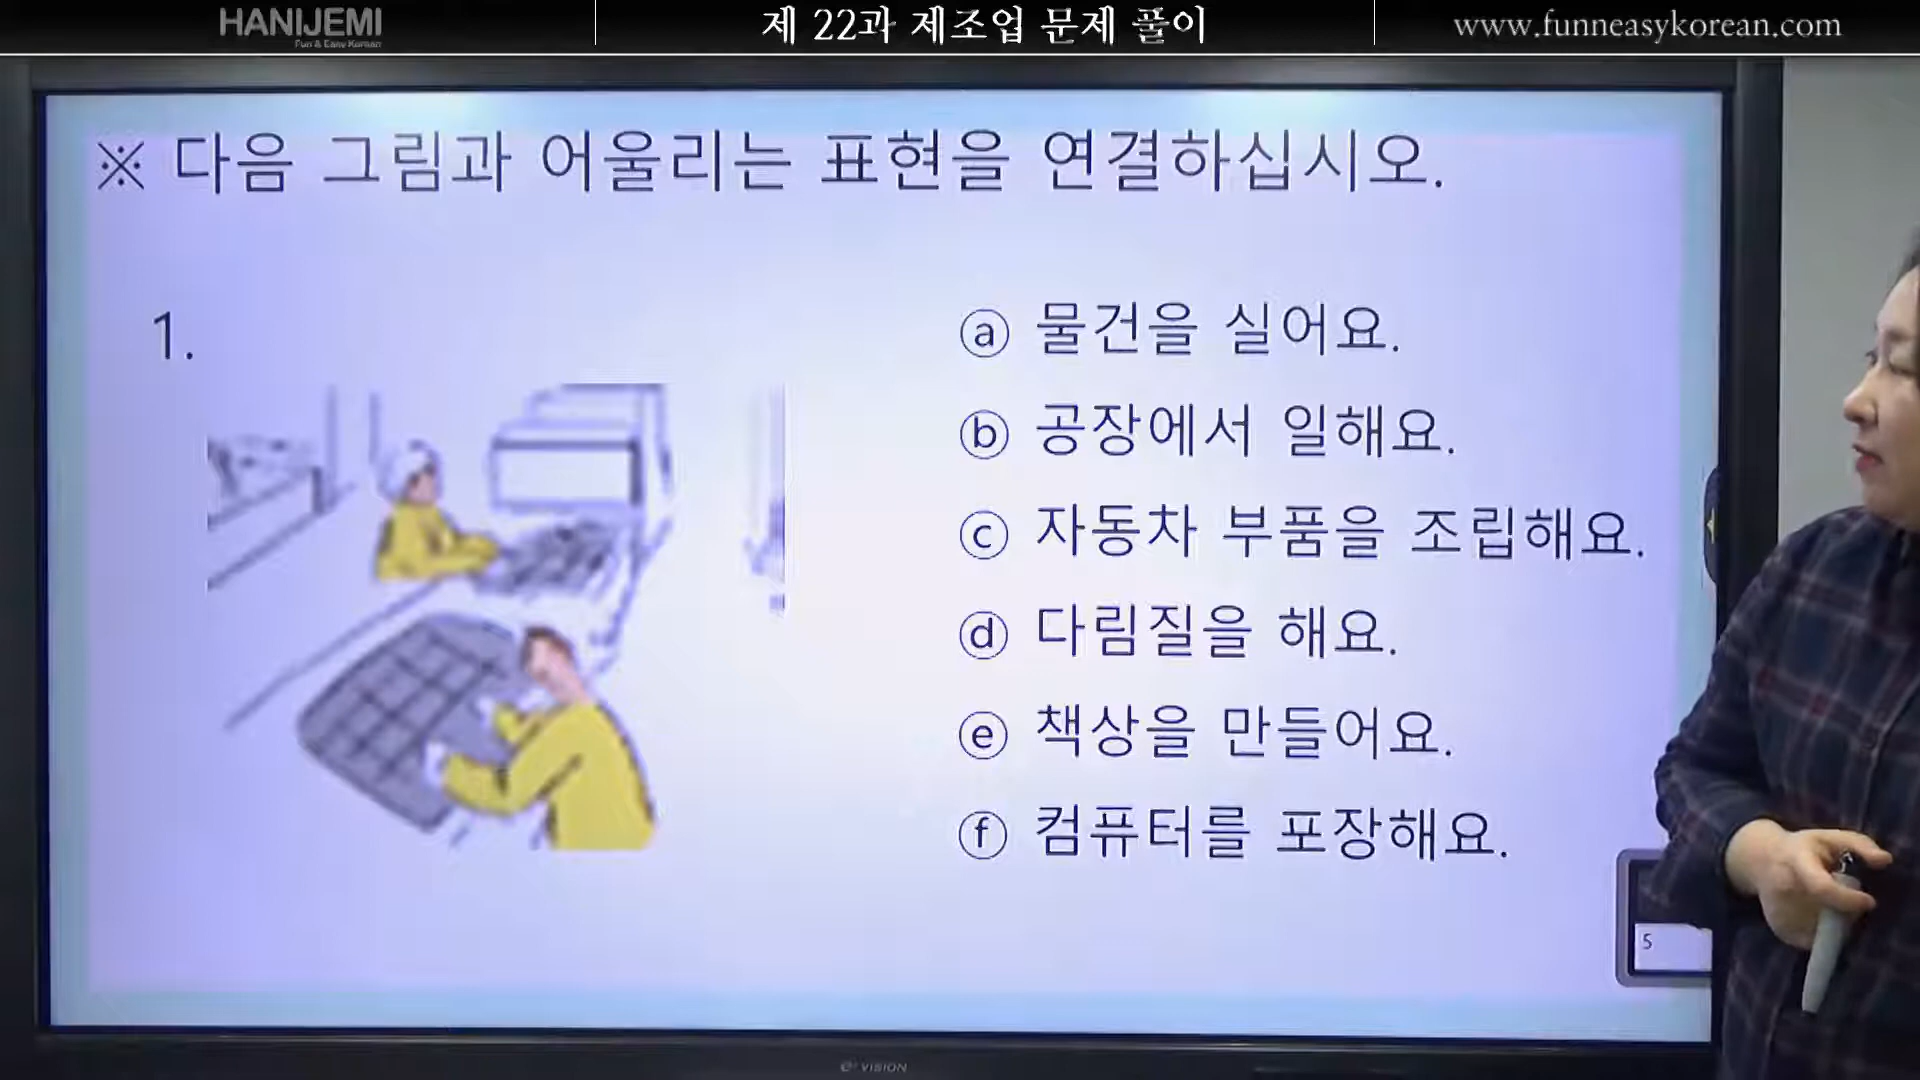 HANIJEMI
Fun & Easy Korean
제 22과 제조업 문제 풀이
www.funneasykorean.com
※ 다음 그림과 어울리는 표현을 연결하십시오.
1.
ⓐ 물건을 실어요.
ⓑ 공장에서 일해요.
ⓒ 자동차 부품을 조립해요.
ⓓ 다림질을 해요.
ⓔ 책상을 만들어요.
ⓕ 컴퓨터를 포장해요.
5
e VISION